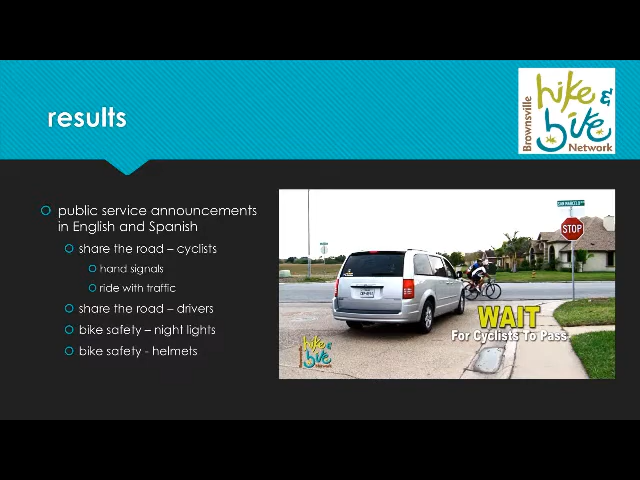 results
Brownsville
hike &
bike
Network
public service announcements
in English and Spanish
share the road – cyclists
hand signals
ride with traffic
share the road – drivers
bike safety – night lights
bike safety - helmets
STOP
WAIT
For Cyclists To Pass
hike &
bike
Network